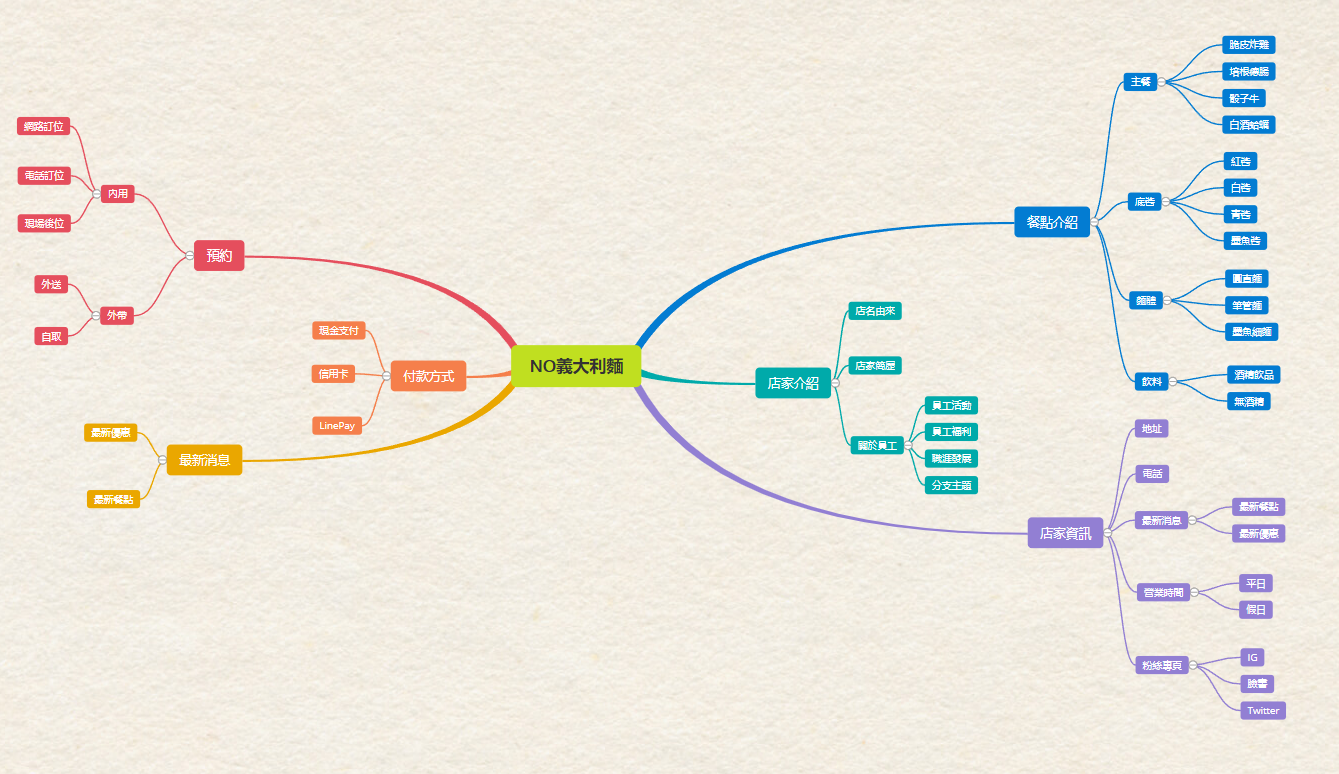 NO義大利麵
餐點介紹
主餐
脆皮炸雞
培根德腸
骰子牛
白酒蛤蠣
底醬
紅醬
白醬
青醬
墨魚醬
麵體
圓直麵
筆管麵
墨魚細麵
飲料
酒精飲品
無酒精
店家介紹
店名由來
店家簡歷
關於員工
員工活動
員工福利
職涯發展
分支主題
店家資訊
地址
電話
最新消息
最新餐點
最新優惠
營業時間
平日
假日
粉絲專頁
IG
臉書
Twitter
預約
內用
網路訂位
電話訂位
現場後位
外帶
外送
自取
付款方式
現金支付
信用卡
LinePay
最新消息
最新優惠
最新餐點